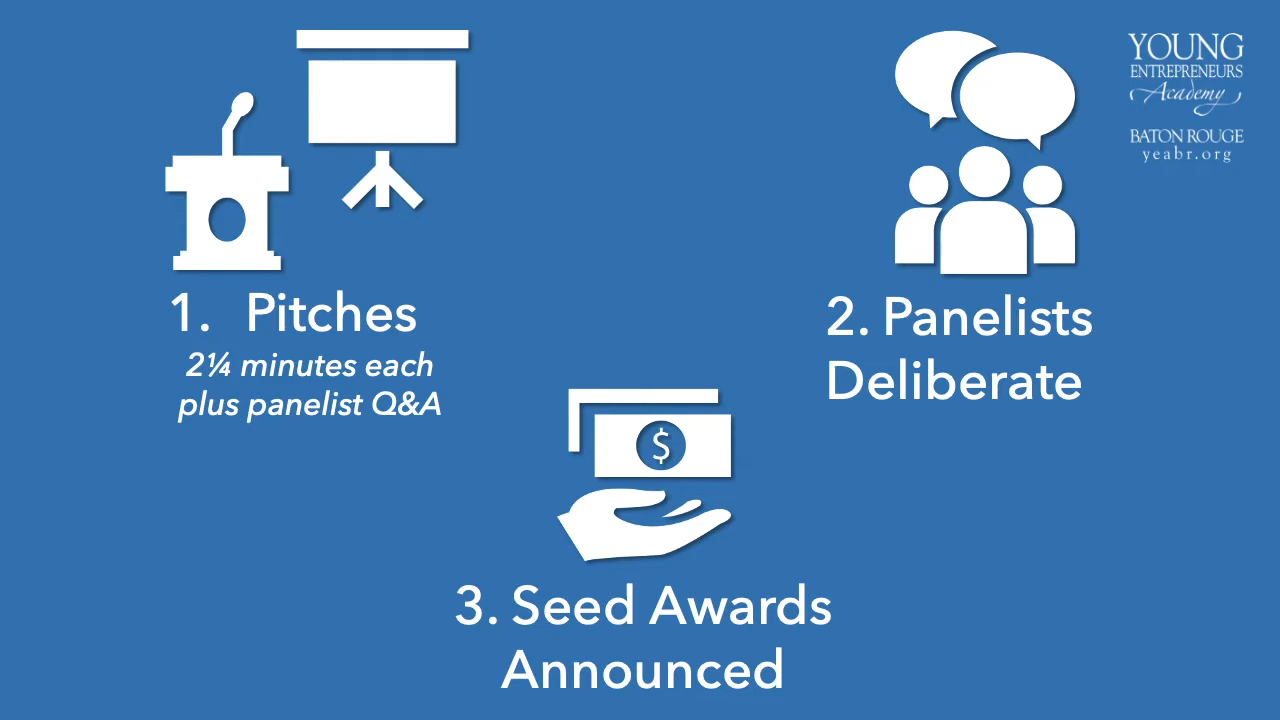 YOUNG
ENTREPRENEURS
Academy
BATON ROUGE
yeabr.org
1. Pitches
2¼ minutes each
plus panelist Q&A
2. Panelists
Deliberate
$
3. Seed Awards
Announced